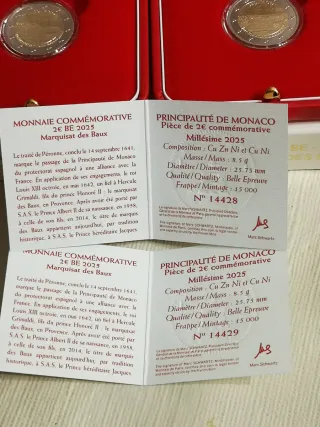 MONNAIE COMMÉMORATIVE
2€ BE 2025
Marquisat des Baux
Le traité de Péronne, conclu le 14 septembre 1641,
marque le passage de la Principauté de Monaco
du protectorat espagnol à une alliance avec la
France. En application de ses engagements, le roi
Louis XIII octroie, en mai 1642, en fief à Hercule
Grimaldi, fils du prince Honoré II - le marquisat
des Baux, en Provence. Après avoir été porté par
S.A.S. le Prince Albert II de sa naissance, en 1958,
à celle de son fils, en 2014, le titre de marquis
des Baux appartient aujourd'hui, par tradition
historique, à S.A.S. le Prince héréditaire Jacques
PRINCIPAUTÉ DE MONACO
Pièce de 2€ commémorative
Millésime 2025
Composition : Cu Zn Ni et Cu Ni
Masse/Mass : 8.5 g
Diamètre/Diameter : 25.75 mm
Qualité/Quality : Belle Epreuve
Frappe/Mintage : 15 000
N° 14428
Marc Schwartz
MONNAIE COMMÉMORATIVE
2€ BE 2025
Marquisat des Baux
Le traité de Péronne, conclu le 14 septembre 1641,
marque le passage de la Principauté de Monaco
du protectorat espagnol à une alliance avec la
France. En application de ses engagements, le roi
Louis XIII octroie, en mai 1642, en fief à Hercule
Grimaldi, fils du prince Honoré II - le marquisat
des Baux, en Provence. Après avoir été porté par
S.A.S. le Prince Albert II de sa naissance, en 1958,
à celle de son fils, en 2014, le titre de marquis
des Baux appartient aujourd'hui, par tradition
historique, à S.A.S. le Prince héréditaire Jacques
PRINCIPAUTÉ DE MONACO
Pièce de 2€ commémorative
Millésime 2025
Composition : Cu Zn Ni et Cu Ni
Masse/Mass : 8.5 g
Diamètre/Diameter : 25.75 mm
Qualité/Quality : Belle Epreuve
Frappe/Mintage : 15 000
N° 14429
Marc Schwartz